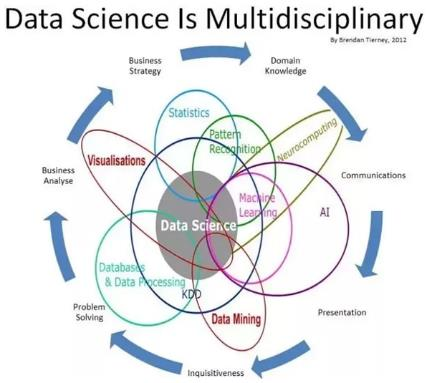 Data Science Is Multidisciplinary
By Brendan Tierney, 2012
Business
Strategy
Domain
Knowledge
Statistics
Pattern
Recognition
Neurocomputing
Visualisations
Business
Analyse
Communications
Machine
Learning
AI
Data Science
Databases
& Data Processing
KDD
Problem
Solving
Data Mining
Presentation
Inquisitiveness